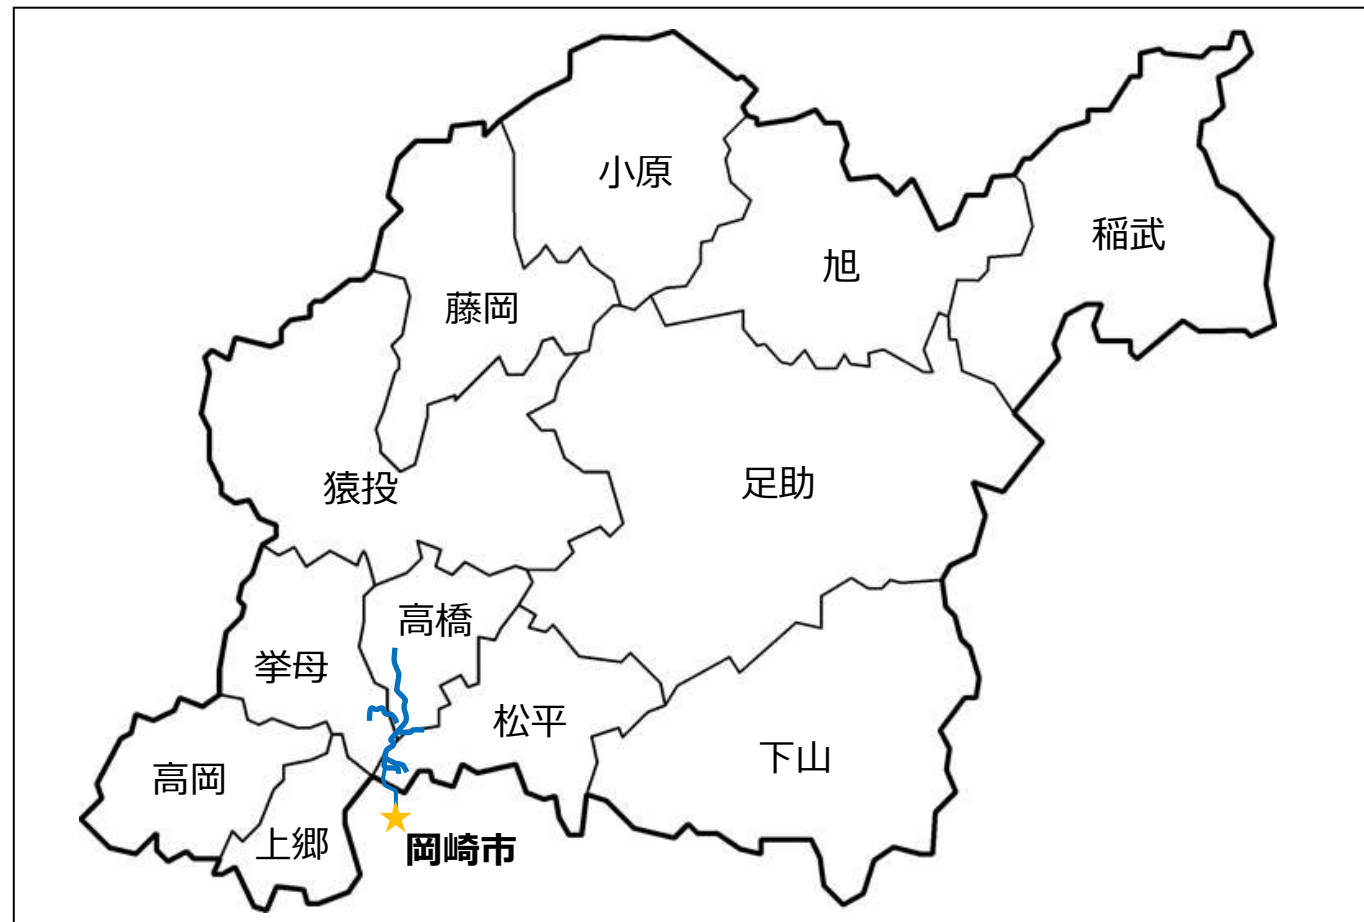 小原
稲武
旭
藤岡
足助
猿投
高橋
挙母
松平
下山
高岡
上郷
岡崎市